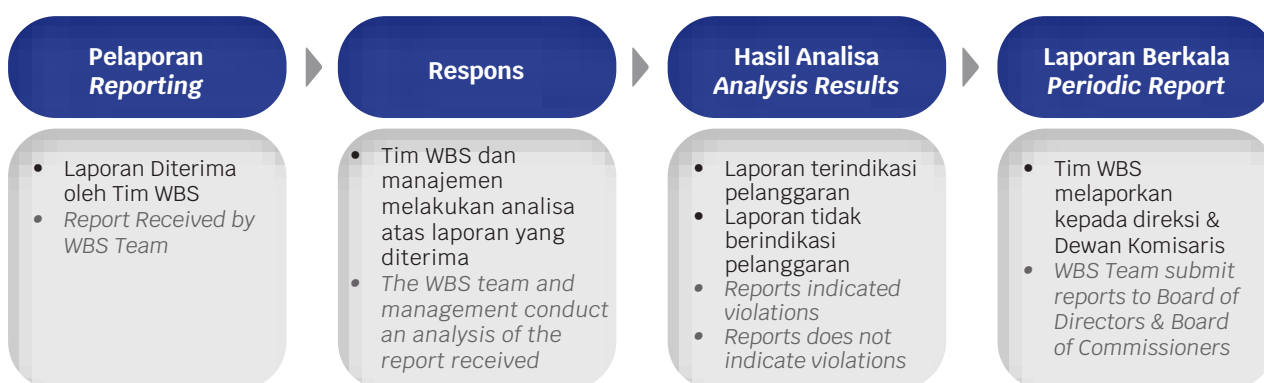 Pelaporan
Reporting
• Laporan Diterima
oleh Tim WBS
• Report Received by
WBS Team
Respons
• Tim WBS dan
manajemen
melakukan analisa
atas laporan yang
diterima
• The WBS team and
management conduct
an analysis of the
report received
Hasil Analisa
Analysis Results
• Laporan terindikasi
pelanggaran
• Laporan tidak
berindikasi
pelanggaran
• Reports indicated
violations
• Reports does not
indicate violations
Laporan Berkala
Periodic Report
• Tim WBS
melaporkan
kepada direksi &
Dewan Komisaris
• WBS Team submit
reports to Board of
Directors & Board
of Commissioners